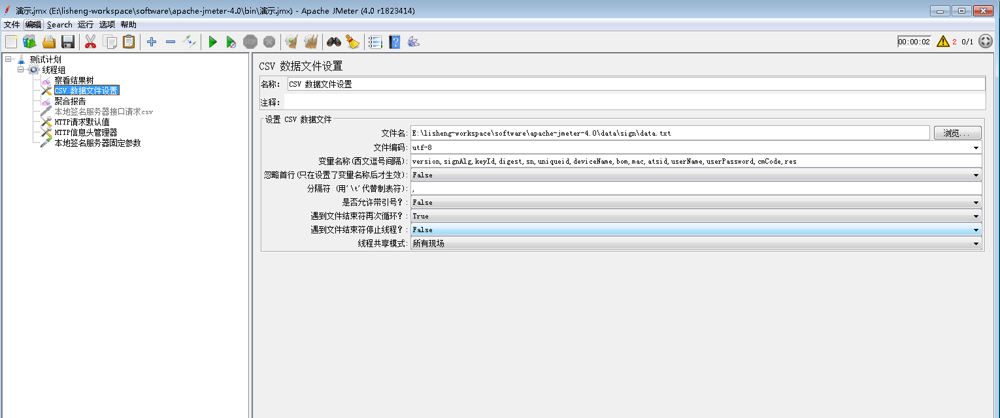 演示.jmx (E:\lisheng-workspace\software\apache-jmeter-4.0\bin\演示.jmx) - Apache JMeter (4.0 r1823414)
文件 编辑 Search 运行 选项 帮助
STOP
00:00:02 2 0/1
测试计划
线程组
察看结果树
CSV 数据文件设置
聚合报告
本地签名服务器接口请求csv
HTTP请求默认值
HTTP信息头管理器
本地签名服务器固定参数
CSV 数据文件设置
名称: CSV 数据文件设置
注释:
设置 CSV 数据文件
文件名: E:\lisheng-workspace\software\apache-jmeter-4.0\data\sign\data.txt 浏览...
文件编码: utf-8
变量名称(西文逗号间隔): version,signAlg,keyId,digest,sn,uniqueid,deviceName,bom,mac,atsid,userName,userPassword,cmCode,res
忽略首行(只在设置了变量名称后才生效): False
分隔符 (用'\t'代替制表符): ,
是否允许带引号？: False
遇到文件结束符再次循环？: True
遇到文件结束符停止线程？: False
线程共享模式: 所有现场